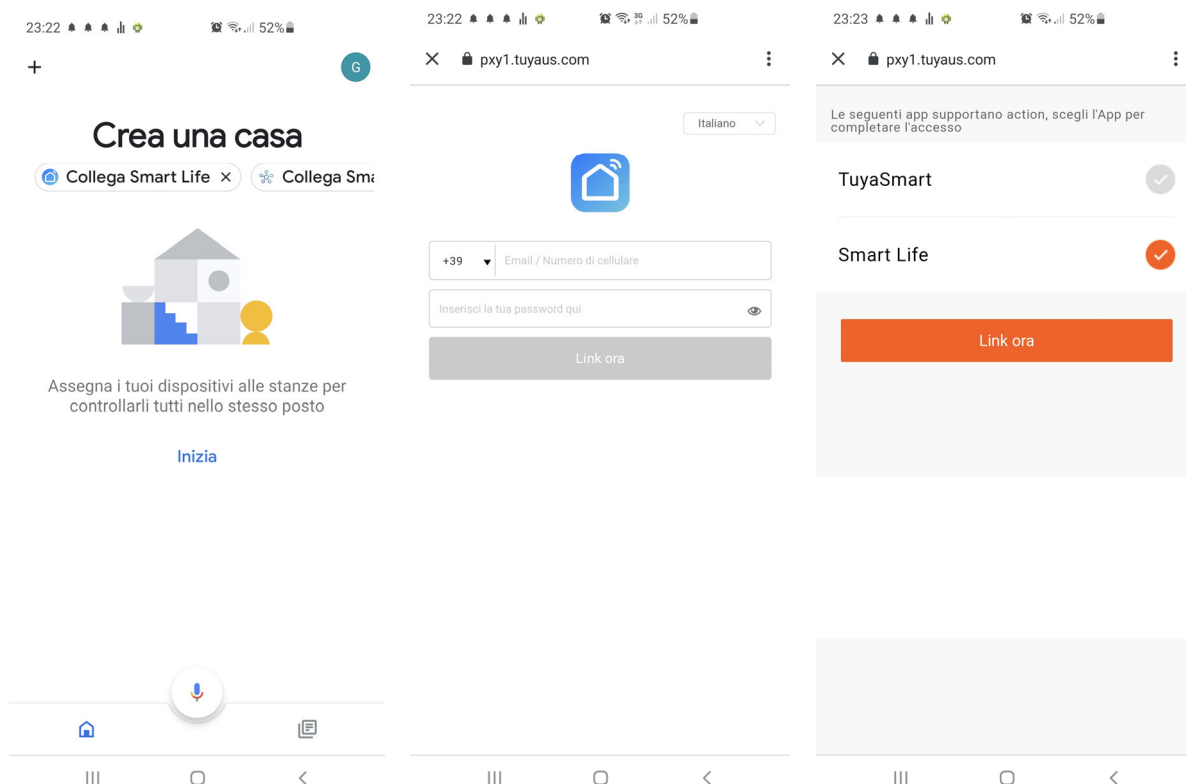 23:22
52%
G
Crea una casa
Collega Smart Life ×
Collega Sma
Assegna i tuoi dispositivi alle stanze per
controllarli tutti nello stesso posto
Inizia
23:22
3G
52%
pxy1.tuyaus.com
Italiano
+39
Email / Numero di cellulare
Inserisci la tua password qui
Link ora
23:23
52%
pxy1.tuyaus.com
Le seguenti app supportano action, scegli l'App per
completare l'accesso
TuyaSmart
Smart Life
Link ora